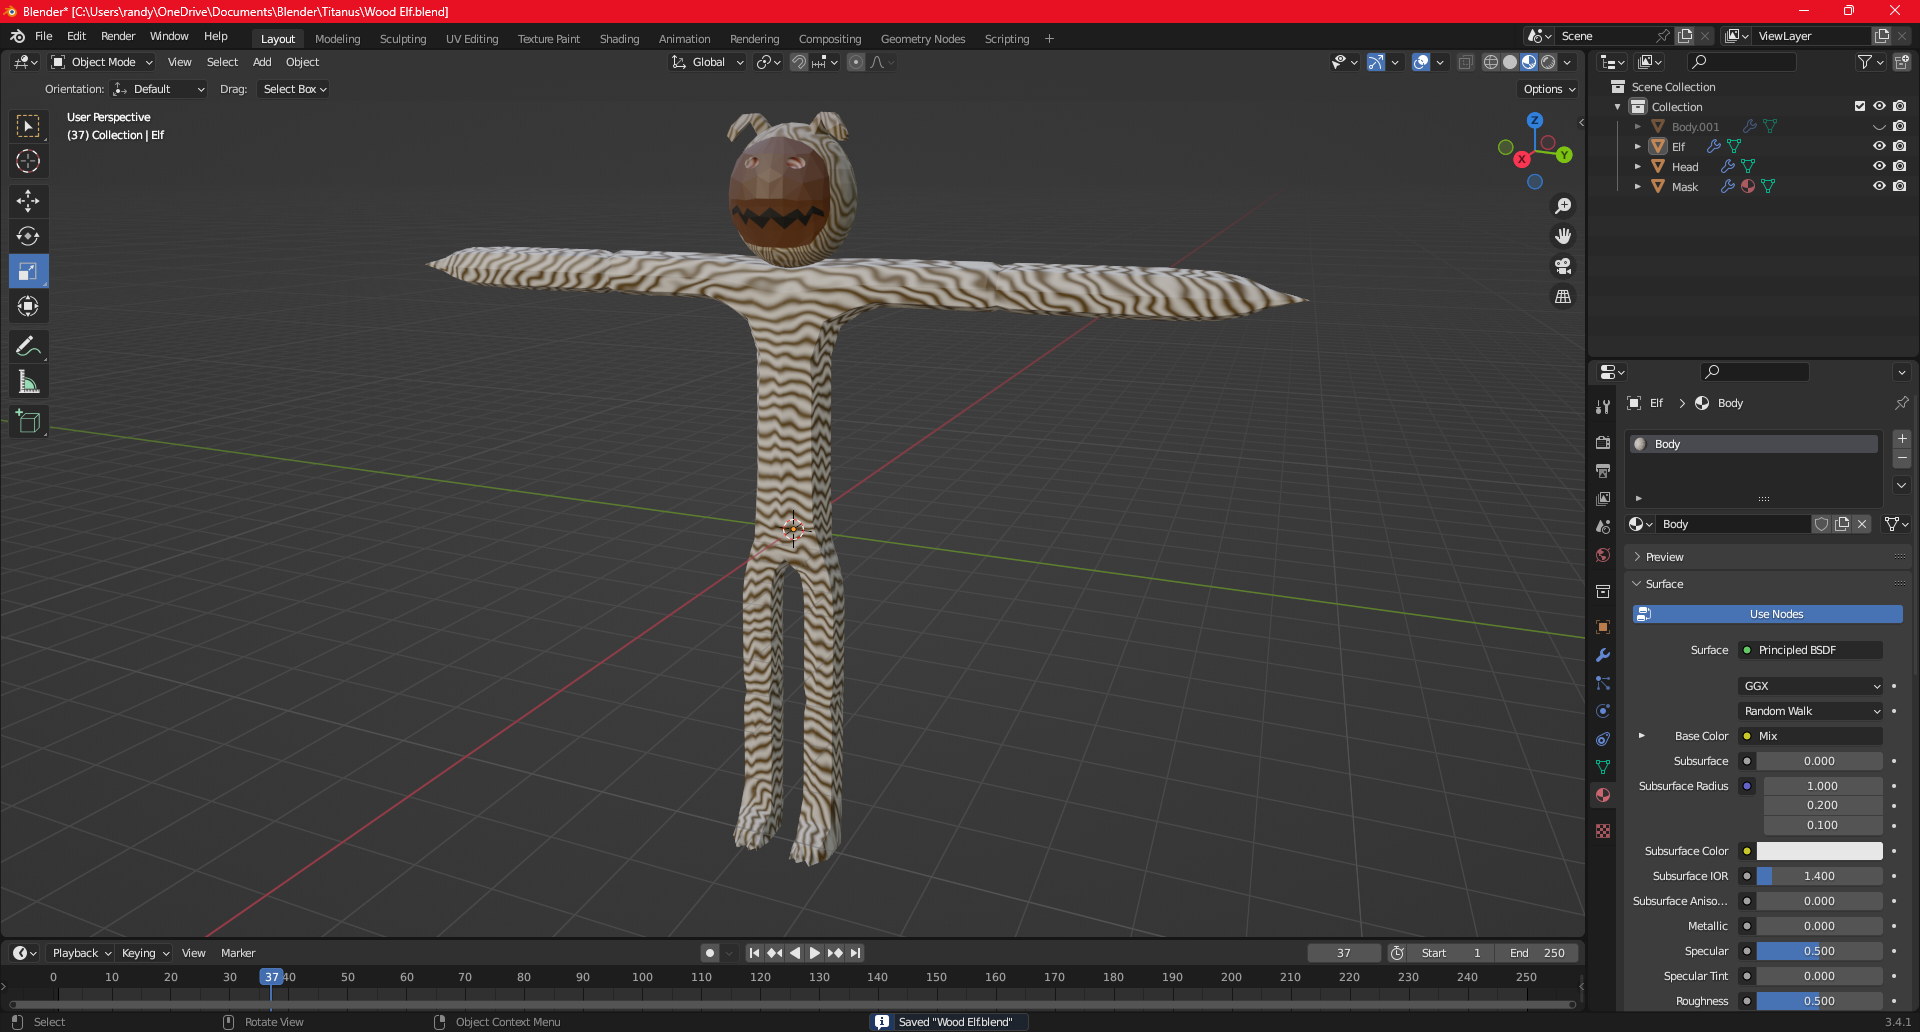 Blender* [C:\Users\randy\OneDrive\Documents\Blender\Titanus\Wood Elf.blend]
File Edit Render Window Help Layout Modeling Sculpting UV Editing Texture Paint Shading Animation Rendering Compositing Geometry Nodes Scripting + Scene ViewLayer
Object Mode View Select Add Object Global
Orientation: Default Drag: Select Box Options
User Perspective
(37) Collection | Elf
Z
Y
X
Scene Collection
Collection
Body.001
Elf
Head
Mask
Elf > Body
Body
Body
Preview
Surface
Use Nodes
Surface Principled BSDF
GGX
Random Walk
Base Color Mix
Subsurface 0.000
Subsurface Radius 1.000
0.200
0.100
Subsurface Color
Subsurface IOR 1.400
Subsurface Aniso... 0.000
Metallic 0.000
Specular 0.500
Specular Tint 0.000
Roughness 0.500
Playback Keying View Marker 37 Start 1 End 250
0 10 20 30 37 40 50 60 70 80 90 100 110 120 130 140 150 160 170 180 190 200 210 220 230 240 250
Select Rotate View Object Context Menu Saved "Wood Elf.blend" 3.4.1